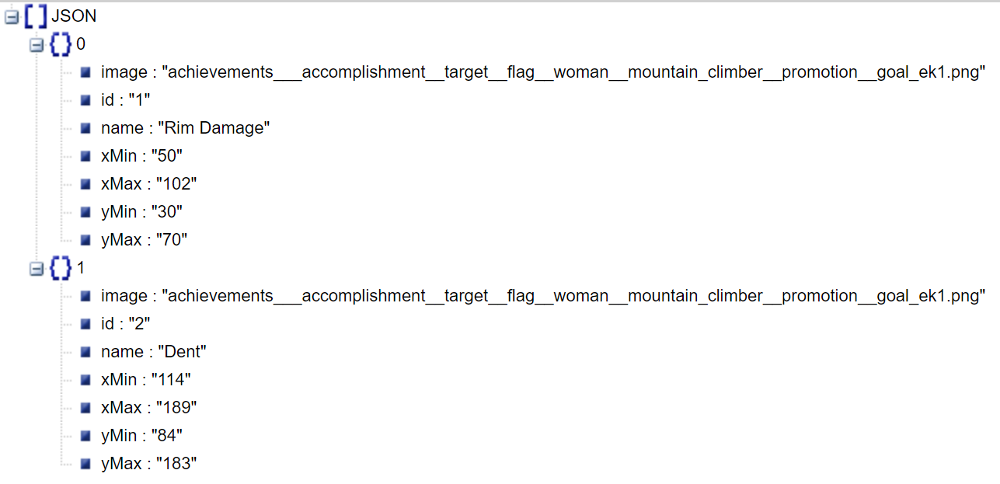 JSON
0
image : "achievements___accomplishment__target__flag__woman__mountain_climber__promotion__goal_ek1.png"
id : "1"
name : "Rim Damage"
xMin : "50"
xMax : "102"
yMin : "30"
yMax : "70"
1
image : "achievements___accomplishment__target__flag__woman__mountain_climber__promotion__goal_ek1.png"
id : "2"
name : "Dent"
xMin : "114"
xMax : "189"
yMin : "84"
yMax : "183"